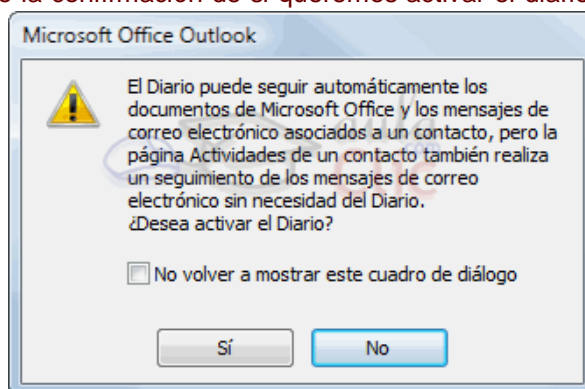 la confirmación de si queremos activar el diario
Microsoft Office Outlook
El Diario puede seguir automáticamente los
documentos de Microsoft Office y los mensajes de
correo electrónico asociados a un contacto, pero la
página Actividades de un contacto también realiza
un seguimiento de los mensajes de correo
electrónico sin necesidad del Diario.
¿Desea activar el Diario?
No volver a mostrar este cuadro de diálogo
Sí
No
aula
clic